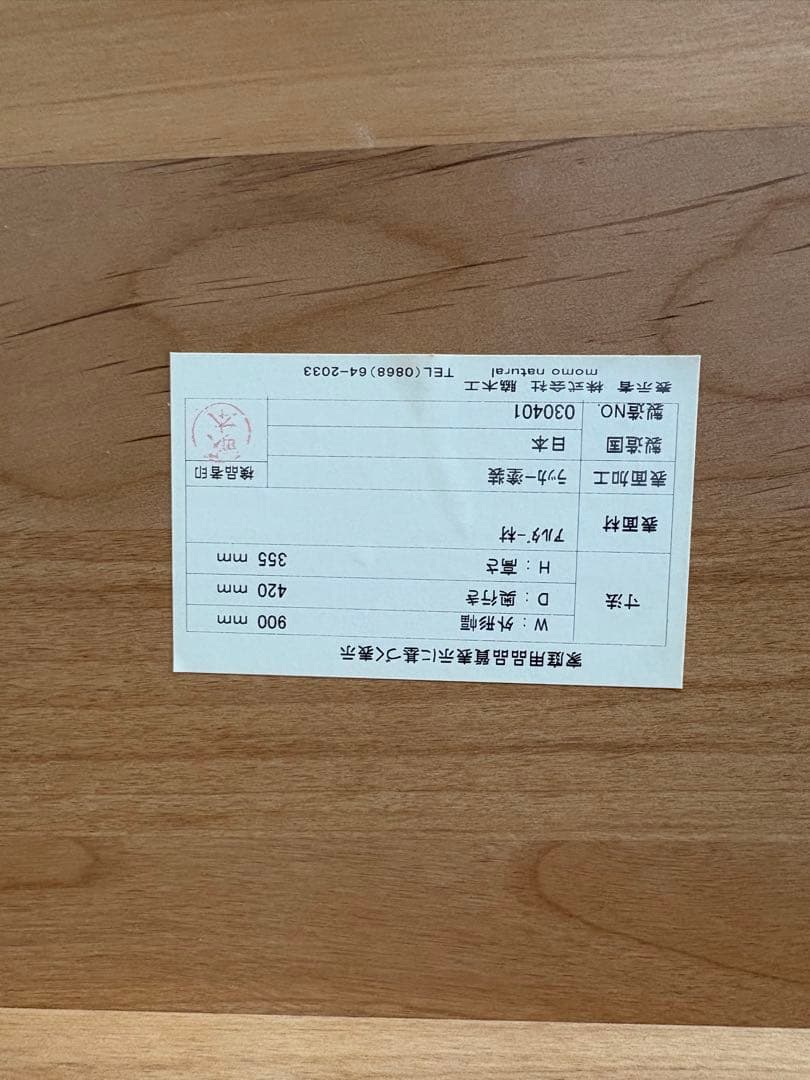 家庭用品品質表示に基づく表示
寸法
W：外形幅 900 mm
D：奥行き 420 mm
H：高さ 355 mm
表面材 アルダー材
表面加工 ラッカー塗装 検品者印
製造国 日本
製造NO. 030401
表示者 株式会社 脇木工
momo natural TEL(0868)64-2033